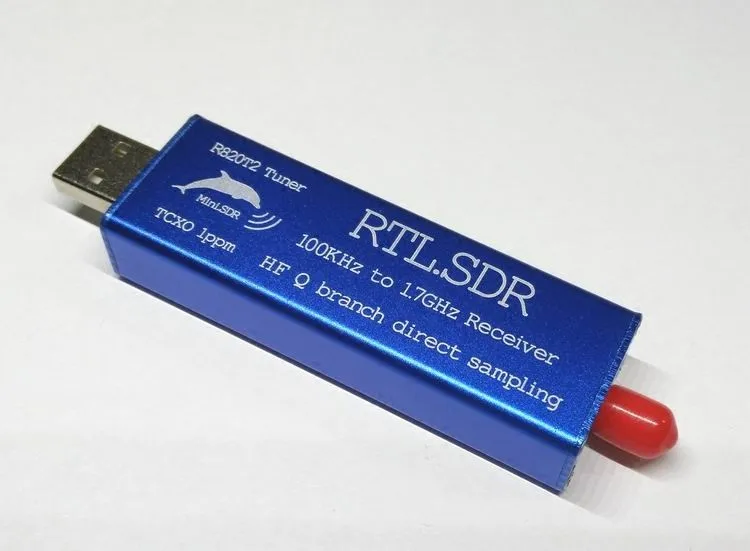 R820T2 Tuner
MiniSDR
TCXO 1ppm
RTL.SDR
100KHz to 1.7GHz Receiver
HF Q branch direct sampling